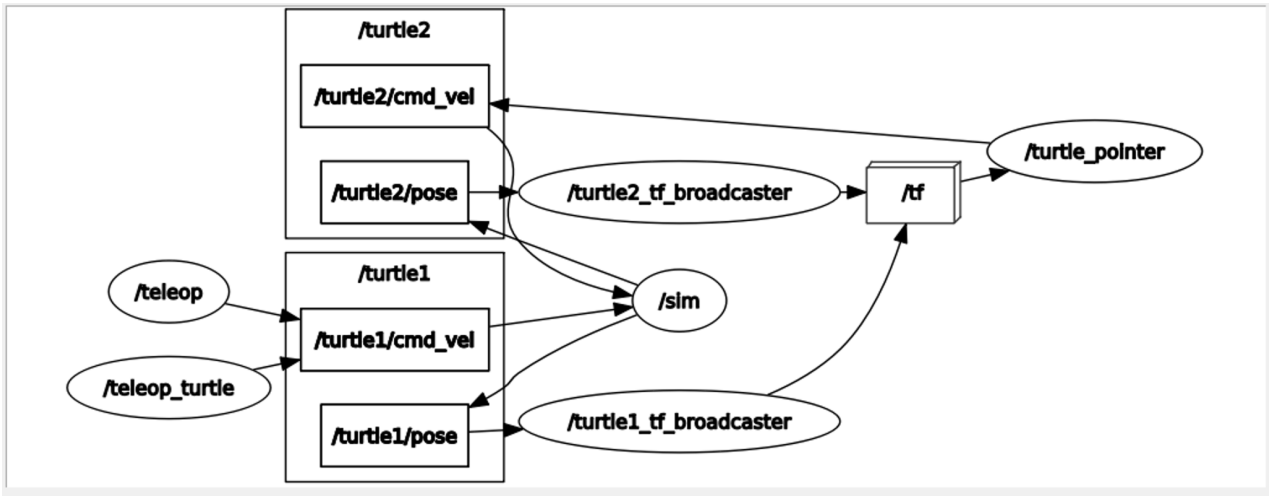 /turtle2
/turtle2/cmd_vel
/turtle_pointer
/turtle2/pose
/turtle2_tf_broadcaster
/tf
/turtle1
/teleop
/sim
/turtle1/cmd_vel
/teleop_turtle
/turtle1/pose
/turtle1_tf_broadcaster